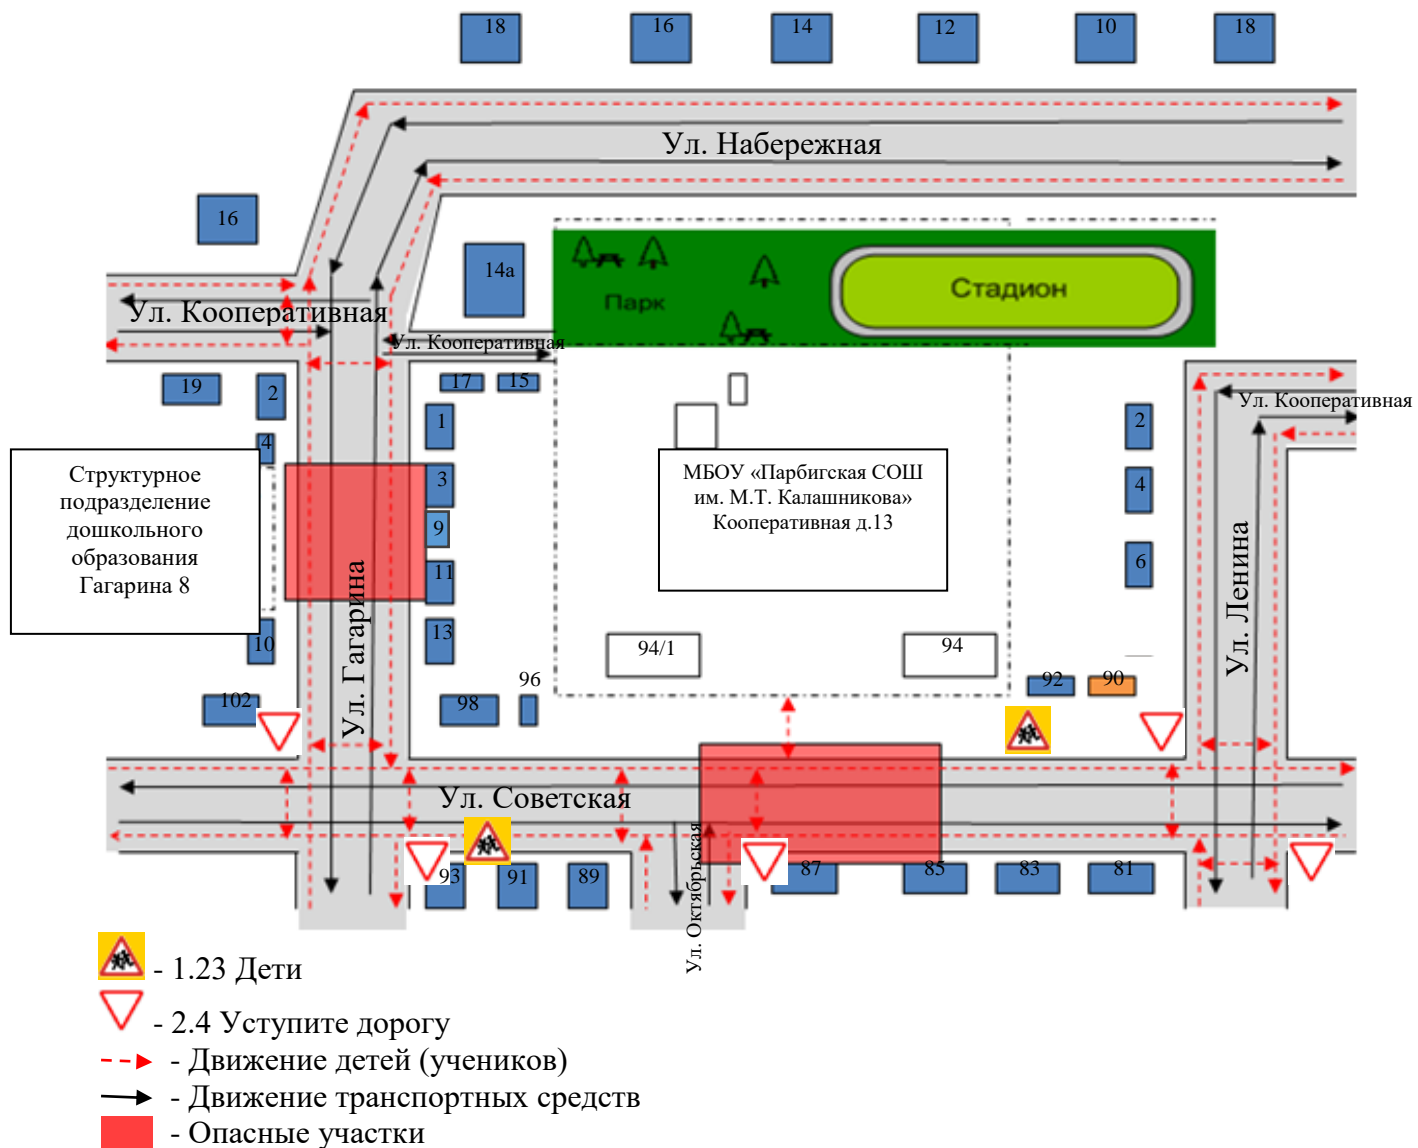 18
16
14
12
10
18
Ул. Набережная
16
14а
Парк
Стадион
Ул. Кооперативная
Ул. Кооперативная
19
2
17
15
1
2
Ул. Кооперативная
4
3
4
Структурное
подразделение
дошкольного
образования
Гагарина 8
МБОУ «Парбигская СОШ
им. М.Т. Калашникова»
Кооперативная д.13
9
11
6
Ул. Гагарина
Ул. Ленина
10
13
94/1
94
102
98
96
92
90
Ул. Советская
Ул. Октябрьская
93
91
89
87
85
83
81
- 1.23 Дети
- 2.4 Уступите дорогу
- Движение детей (учеников)
- Движение транспортных средств
- Опасные участки